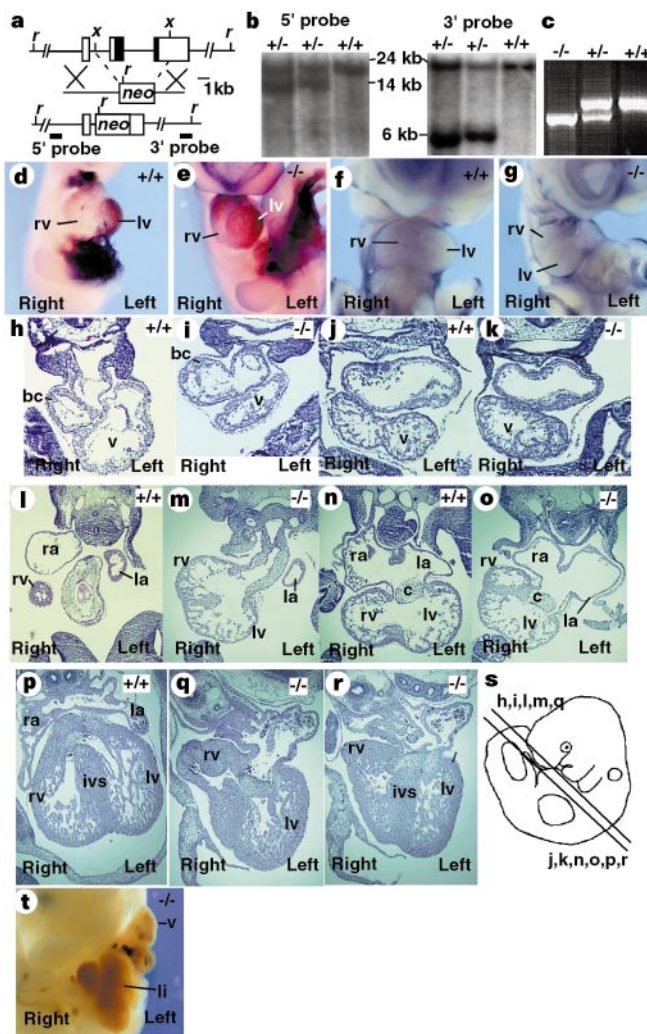 a
x x
r r
r
neo
1kb
r r
neo
5' probe 3' probe
b
5' probe 3' probe
+/- +/- +/+ +/- +/- +/+
24 kb
14 kb
6 kb
c
-/- +/- +/+
d +/+
rv lv
Right Left
e -/-
lv
rv
Right Left
f +/+
rv lv
Right Left
g -/-
rv
lv
Right Left
h +/+
bc
v
Right Left
i -/-
bc
v
Right Left
j +/+
v
Right Left
k -/-
v
Right Left
l +/+
ra
rv la
Right Left
m -/-
rv
la
lv
Right Left
n +/+
ra la
c
rv lv
Right Left
o -/-
ra
rv c
lv la
Right Left
p +/+
ra la
rv ivs lv
Right Left
q -/-
rv
lv
Right Left
r -/-
rv
ivs lv
Right Left
s
h,i,l,m,q
j,k,n,o,p,r
t -/-
v
li
Right Left